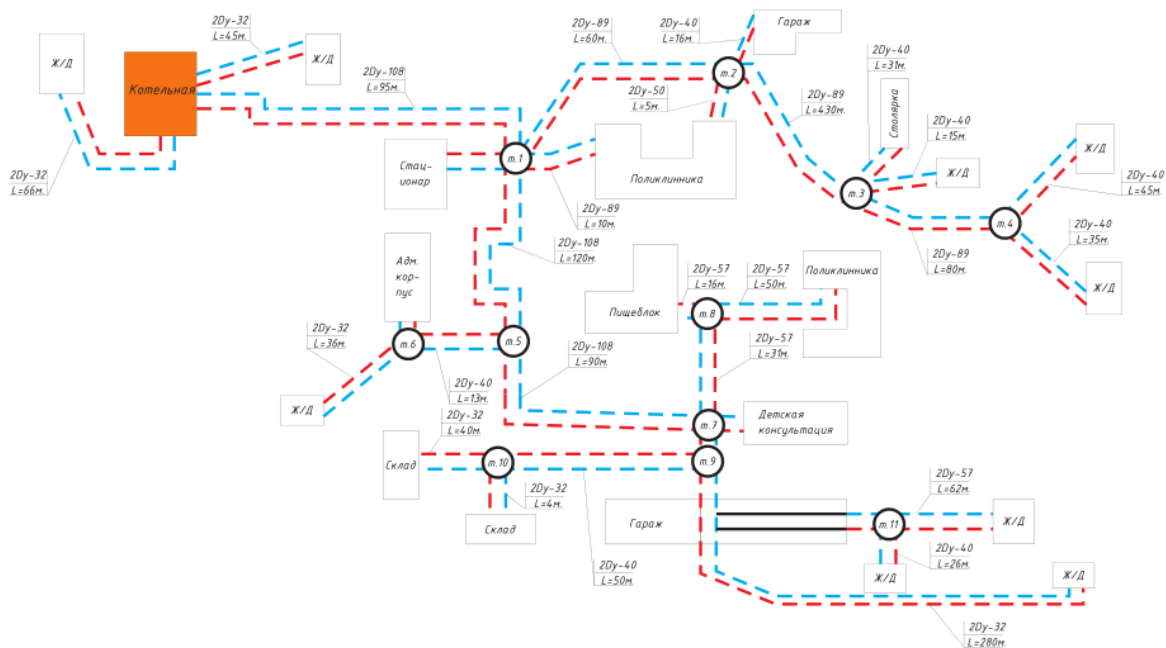 2Dy-32
L=45м.
Ж/Д
Котельная
Ж/Д
2Dy-32
L=66м.
2Dy-108
L=95м.
2Dy-89
L=60м.
2Dy-40
L=16м.
Гараж
т.2
2Dy-50
L=5м.
2Dy-89
L=430м.
2Dy-40
L=31м.
Столярка
2Dy-40
L=15м.
Ж/Д
т.3
Ж/Д
2Dy-40
L=45м.
т.4
2Dy-40
L=35м.
Ж/Д
2Dy-89
L=80м.
Стац-
ионар
т.1
Поликлинника
2Dy-89
L=10м.
2Dy-108
L=120м.
Адм.
кор-
пус
2Dy-32
L=36м.
т.6
т.5
Ж/Д
2Dy-40
L=13м.
2Dy-108
L=90м.
Пищеблок
2Dy-57
L=16м.
2Dy-57
L=50м.
Поликлинника
т.8
2Dy-57
L=31м.
2Dy-32
L=40м.
т.7
Детская
консультация
Склад
т.10
т.9
2Dy-32
L=4м.
Склад
2Dy-40
L=50м.
Гараж
т.11
2Dy-57
L=62м.
Ж/Д
2Dy-40
L=26м.
Ж/Д
Ж/Д
2Dy-32
L=280м.